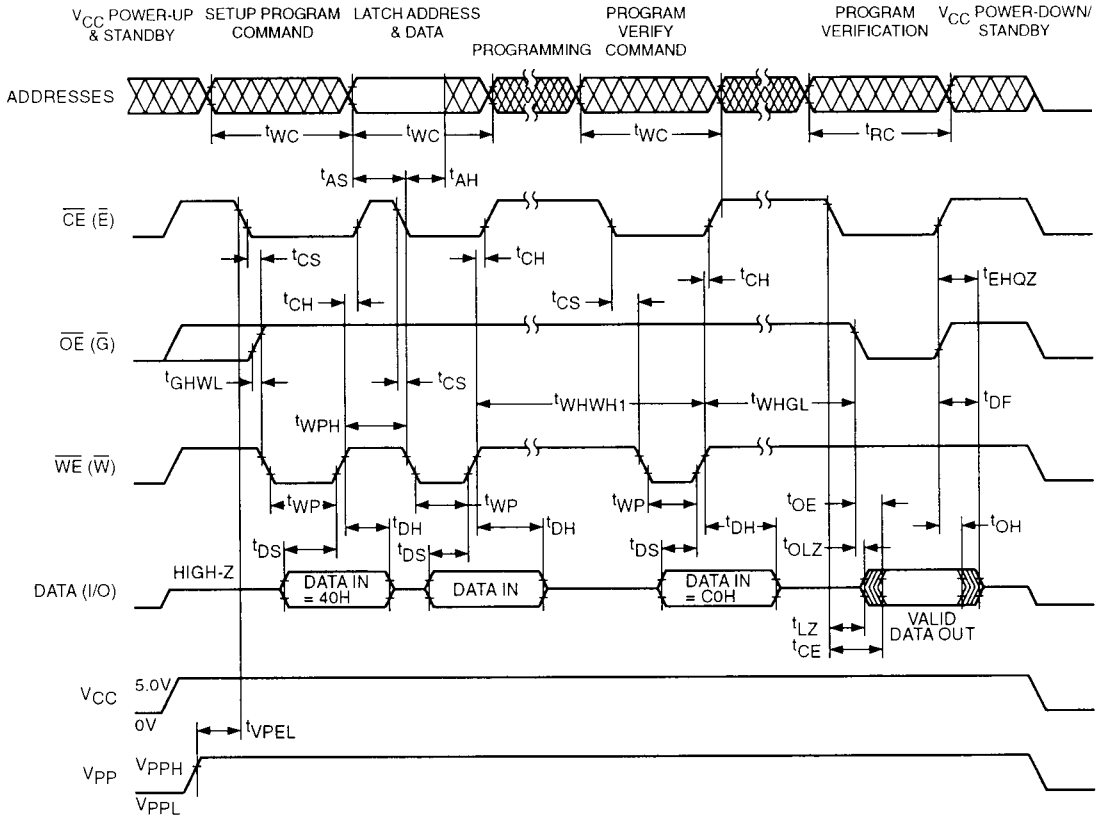 VCC POWER-UP & STANDBY
SETUP PROGRAM COMMAND
LATCH ADDRESS & DATA
PROGRAMMING
PROGRAM VERIFY COMMAND
PROGRAM VERIFICATION
VCC POWER-DOWN/ STANDBY
ADDRESSES
tWC
tWC
tWC
tRC
tAS
tAH
CE (E)
tCS
tCH
tCH
tCS
tCH
tEHQZ
OE (G)
tGHWL
tCS
tWPH
tWHWH1
tWHGL
tDF
WE (W)
tWP
tWP
tWP
tOE
tDH
tDH
tDH
tOH
tDS
tDS
tDS
tOLZ
HIGH-Z
DATA (I/O)
DATA IN = 40H
DATA IN
DATA IN = C0H
VALID DATA OUT
tLZ
tCE
VCC
5.0V
0V
tVPEL
VPP
VPPH
VPPL